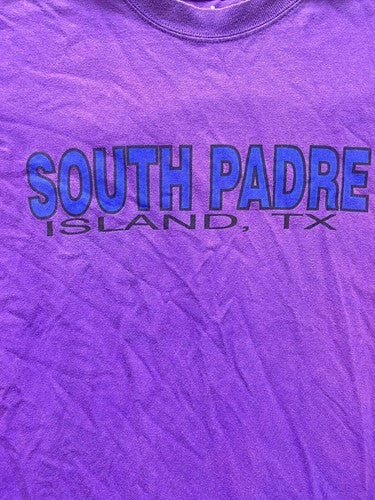 SOUTH PADRE
ISLAND, TX